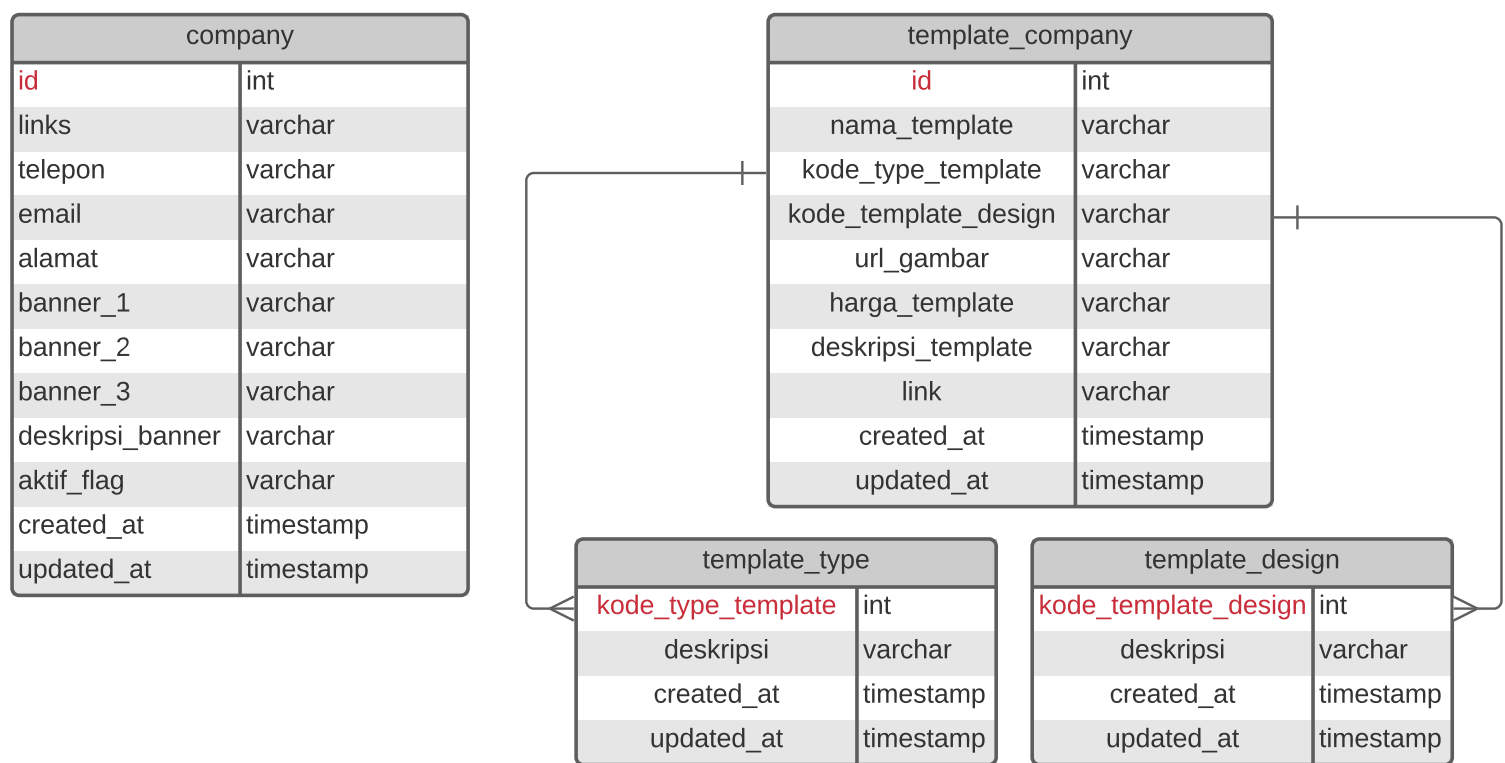 company
id int
links varchar
telepon varchar
email varchar
alamat varchar
banner_1 varchar
banner_2 varchar
banner_3 varchar
deskripsi_banner varchar
aktif_flag varchar
created_at timestamp
updated_at timestamp
template_company
id int
nama_template varchar
kode_type_template varchar
kode_template_design varchar
url_gambar varchar
harga_template varchar
deskripsi_template varchar
link varchar
created_at timestamp
updated_at timestamp
template_type
kode_type_template int
deskripsi varchar
created_at timestamp
updated_at timestamp
template_design
kode_template_design int
deskripsi varchar
created_at timestamp
updated_at timestamp